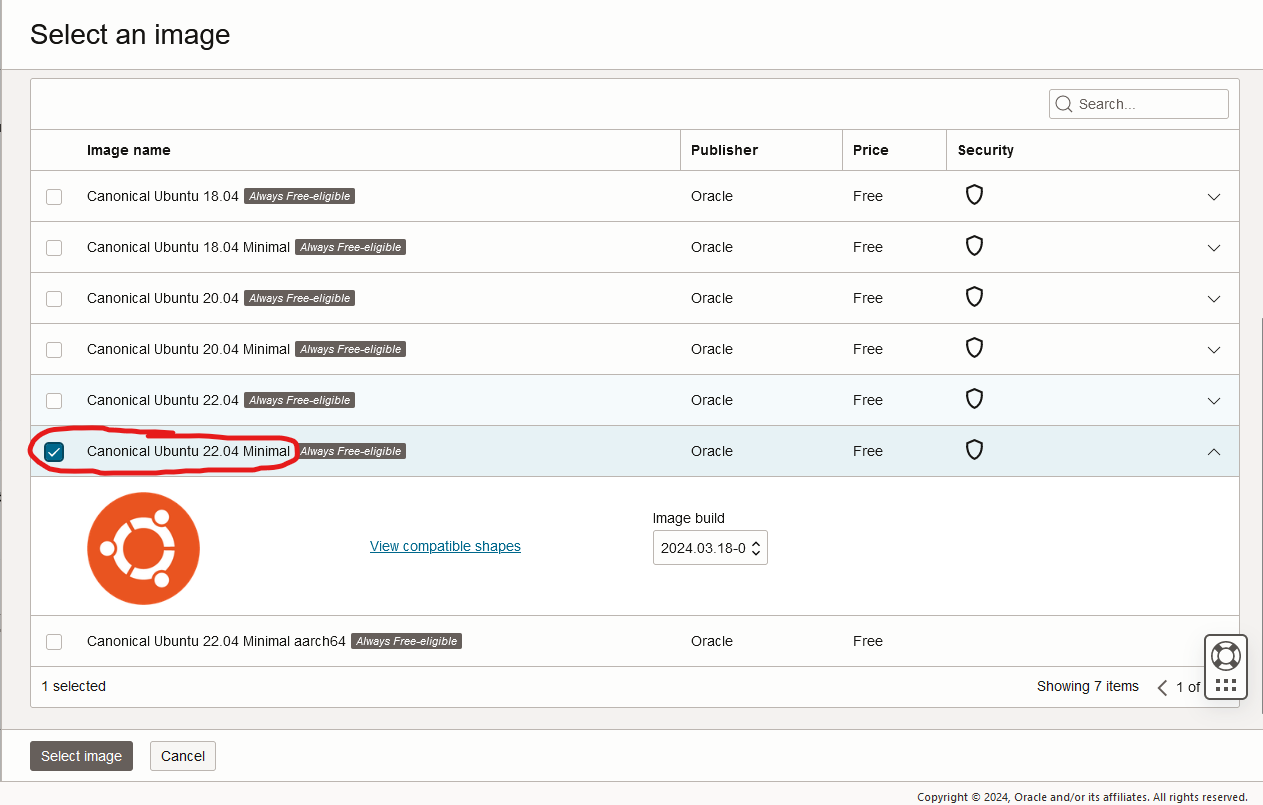 Select an image
Search...
Image name Publisher Price Security
Canonical Ubuntu 18.04 Always Free-eligible Oracle Free
Canonical Ubuntu 18.04 Minimal Always Free-eligible Oracle Free
Canonical Ubuntu 20.04 Always Free-eligible Oracle Free
Canonical Ubuntu 20.04 Minimal Always Free-eligible Oracle Free
Canonical Ubuntu 22.04 Always Free-eligible Oracle Free
Canonical Ubuntu 22.04 Minimal Always Free-eligible Oracle Free
Image build
View compatible shapes 2024.03.18-0
Canonical Ubuntu 22.04 Minimal aarch64 Always Free-eligible Oracle Free
1 selected Showing 7 items 1 of
Select image Cancel
Copyright © 2024, Oracle and/or its affiliates. All rights reserved.